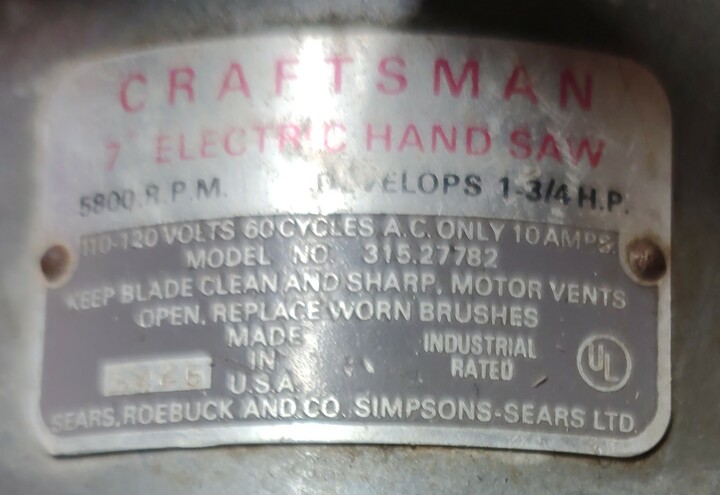 CRAFTSMAN
7" ELECTRIC HAND SAW
5800 R.P.M. DEVELOPS 1-3/4 H.P.
110-120 VOLTS 60 CYCLES A.C. ONLY 10 AMPS.
MODEL NO. 315.27782
KEEP BLADE CLEAN AND SHARP. MOTOR VENTS
OPEN. REPLACE WORN BRUSHES
MADE
IN
U.S.A.
INDUSTRIAL
RATED
UL
SEARS, ROEBUCK AND CO. SIMPSONS-SEARS LTD.